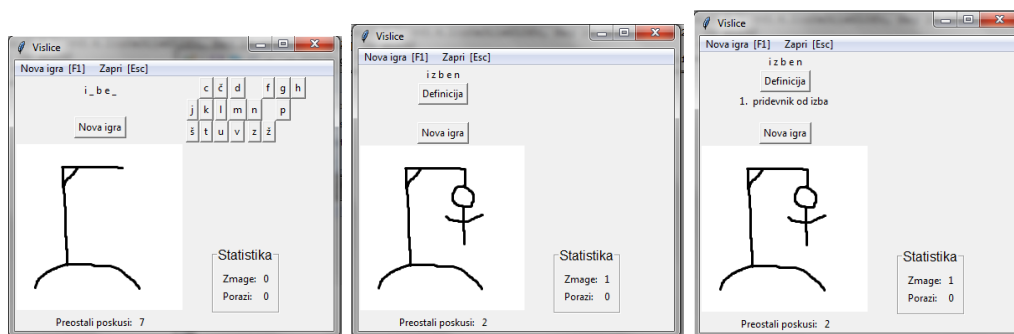 Vislice
Nova igra [F1] Zapri [Esc]
i _ b e _
c č d f g h
j k l m n p
š t u v z ž
Nova igra
Statistika
Zmage: 0
Porazi: 0
Preostali poskusi: 7
Vislice
Nova igra [F1] Zapri [Esc]
i z b e n
Definicija
Nova igra
Statistika
Zmage: 1
Porazi: 0
Preostali poskusi: 2
Vislice
Nova igra [F1] Zapri [Esc]
i z b e n
Definicija
1. pridevnik od izba
Nova igra
Statistika
Zmage: 1
Porazi: 0
Preostali poskusi: 2